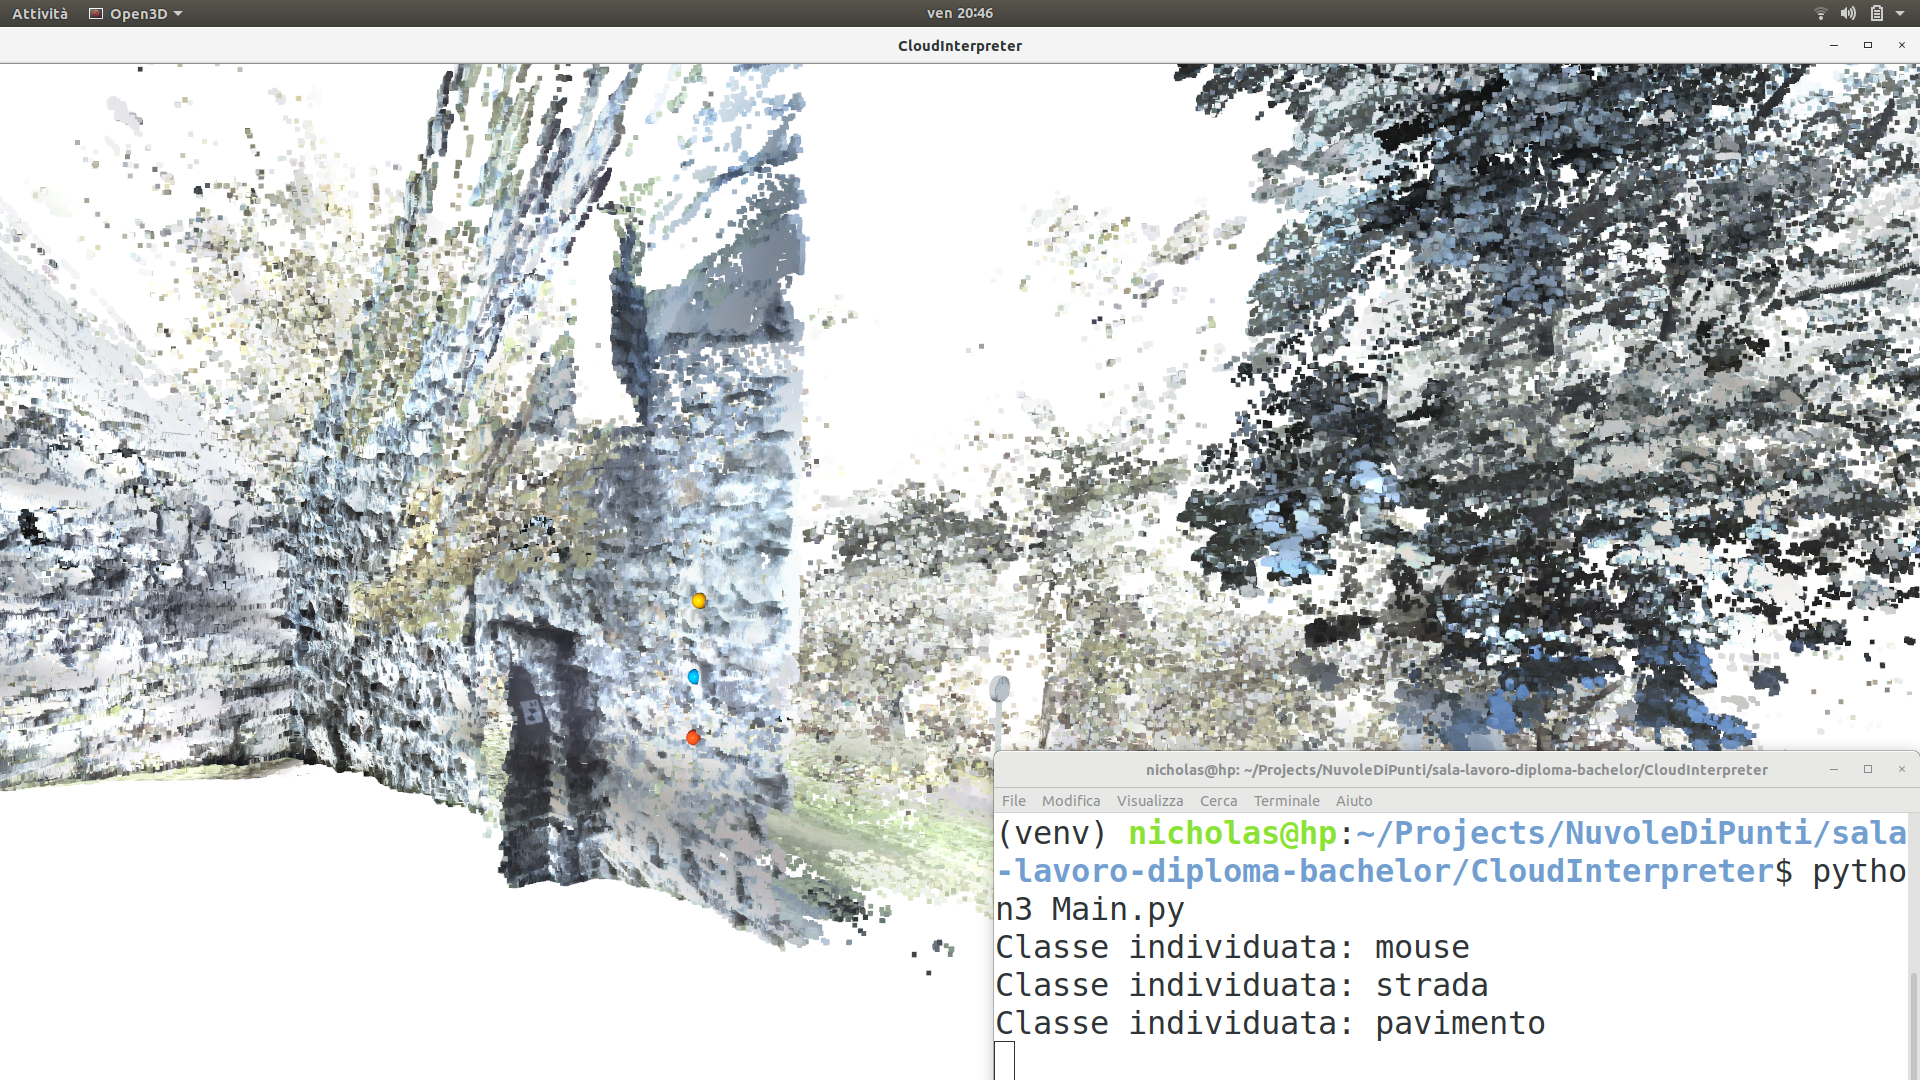 Attività Open3D ven 20:46
CloudInterpreter
nicholas@hp: ~/Projects/NuvoleDiPunti/sala-lavoro-diploma-bachelor/CloudInterpreter
File Modifica Visualizza Cerca Terminale Aiuto
(venv) nicholas@hp:~/Projects/NuvoleDiPunti/sala
-lavoro-diploma-bachelor/CloudInterpreter$ pytho
n3 Main.py
Classe individuata: mouse
Classe individuata: strada
Classe individuata: pavimento